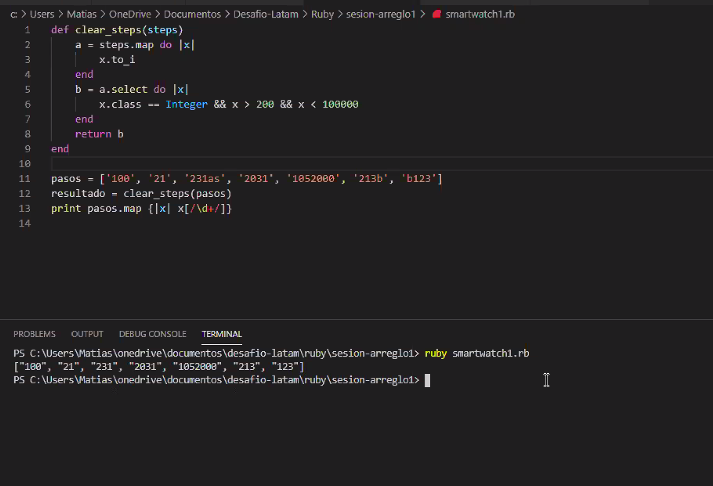 c: > Users > Matias > OneDrive > Documentos > Desafio-Latam > Ruby > sesion-arreglo1 > smartwatch.rb
1 def clear_steps(steps)
2     a = steps.map do |x|
3         x.to_i
4     end
5     b = a.select do |x|
6         x.class == Integer && x > 200 && x < 100000
7     end
8     return b
9 end
10
11 pasos = ['100', '21', '231as', '2031', '1052000', '213b', 'b123']
12 resultado = clear_steps(pasos)
13 print pasos.map {|x| x[/\d+/]}
14
PROBLEMS OUTPUT DEBUG CONSOLE TERMINAL
PS C:\Users\Matias\onedrive\documentos\desafio-latam\ruby\sesion-arreglo1> ruby smartwatch1.rb
["100", "21", "231", "2031", "1052000", "213", "123"]
PS C:\Users\Matias\onedrive\documentos\desafio-latam\ruby\sesion-arreglo1>